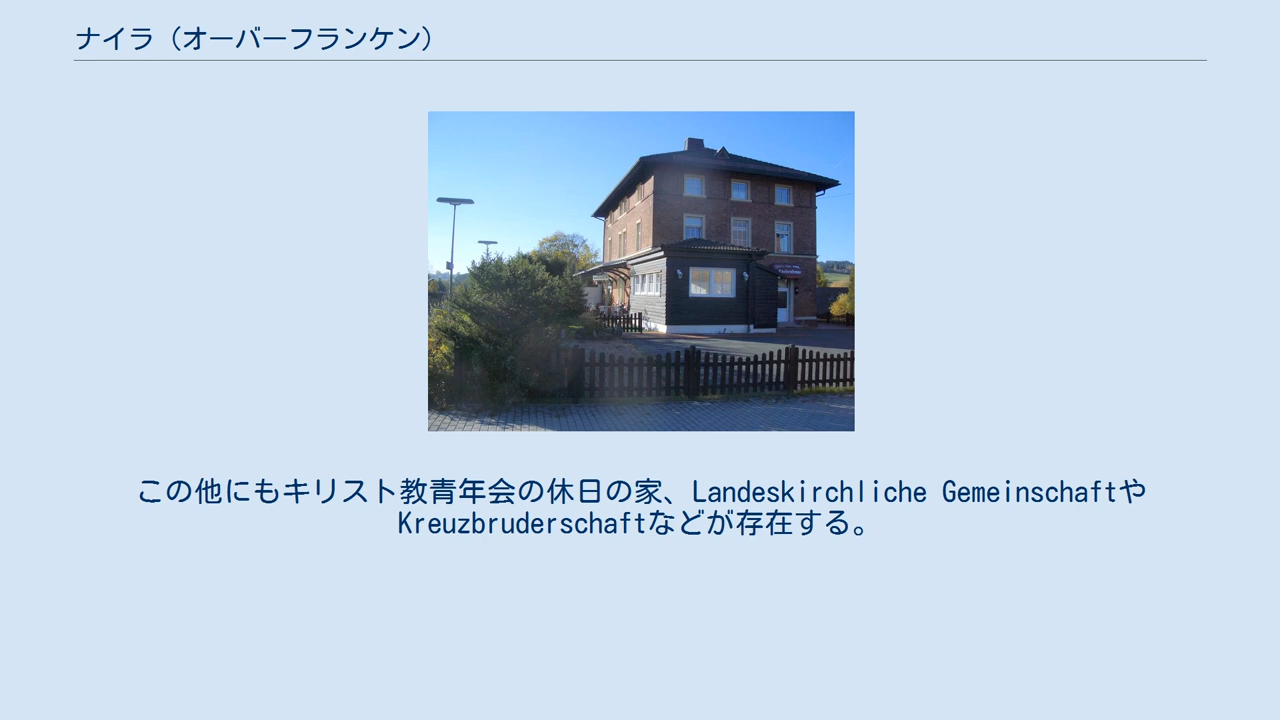 ナイラ（オーバーフランケン）
この他にもキリスト教青年会の休日の家、Landeskirchliche Gemeinschaftや
Kreuzbruderschaftなどが存在する。